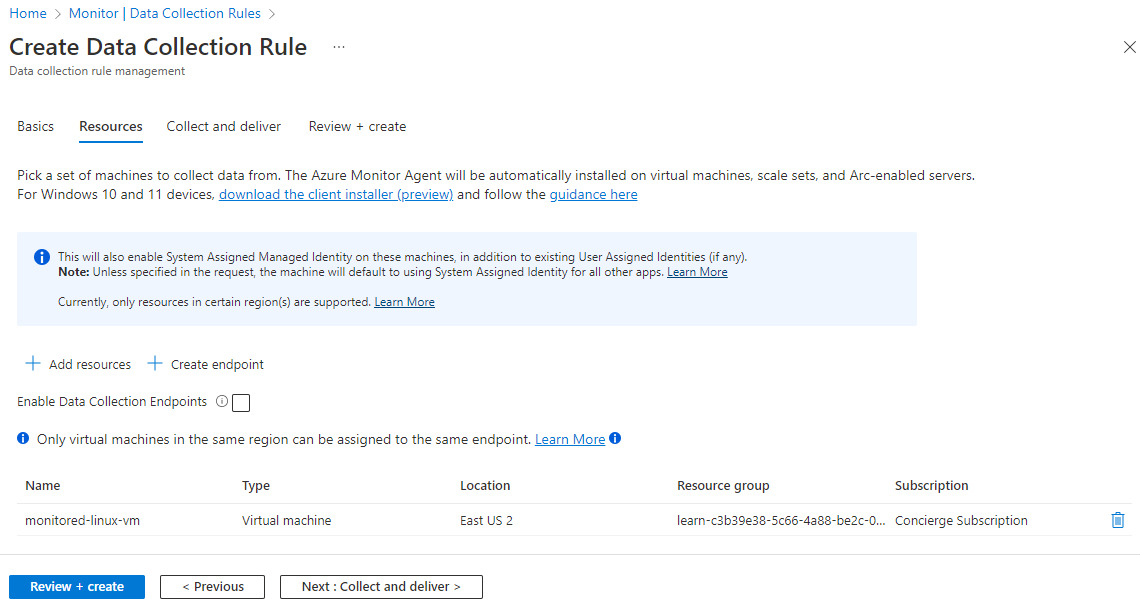 Home > Monitor | Data Collection Rules >
Create Data Collection Rule ...
Data collection rule management
Basics Resources Collect and deliver Review + create
Pick a set of machines to collect data from. The Azure Monitor Agent will be automatically installed on virtual machines, scale sets, and Arc-enabled servers.
For Windows 10 and 11 devices, download the client installer (preview) and follow the guidance here
This will also enable System Assigned Managed Identity on these machines, in addition to existing User Assigned Identities (if any).
Note: Unless specified in the request, the machine will default to using System Assigned Identity for all other apps. Learn More
Currently, only resources in certain region(s) are supported. Learn More
+ Add resources + Create endpoint
Enable Data Collection Endpoints
Only virtual machines in the same region can be assigned to the same endpoint. Learn More
Name Type Location Resource group Subscription
monitored-linux-vm Virtual machine East US 2 learn-c3b39e38-5c66-4a88-be2c-0... Concierge Subscription
Review + create < Previous Next : Collect and deliver >